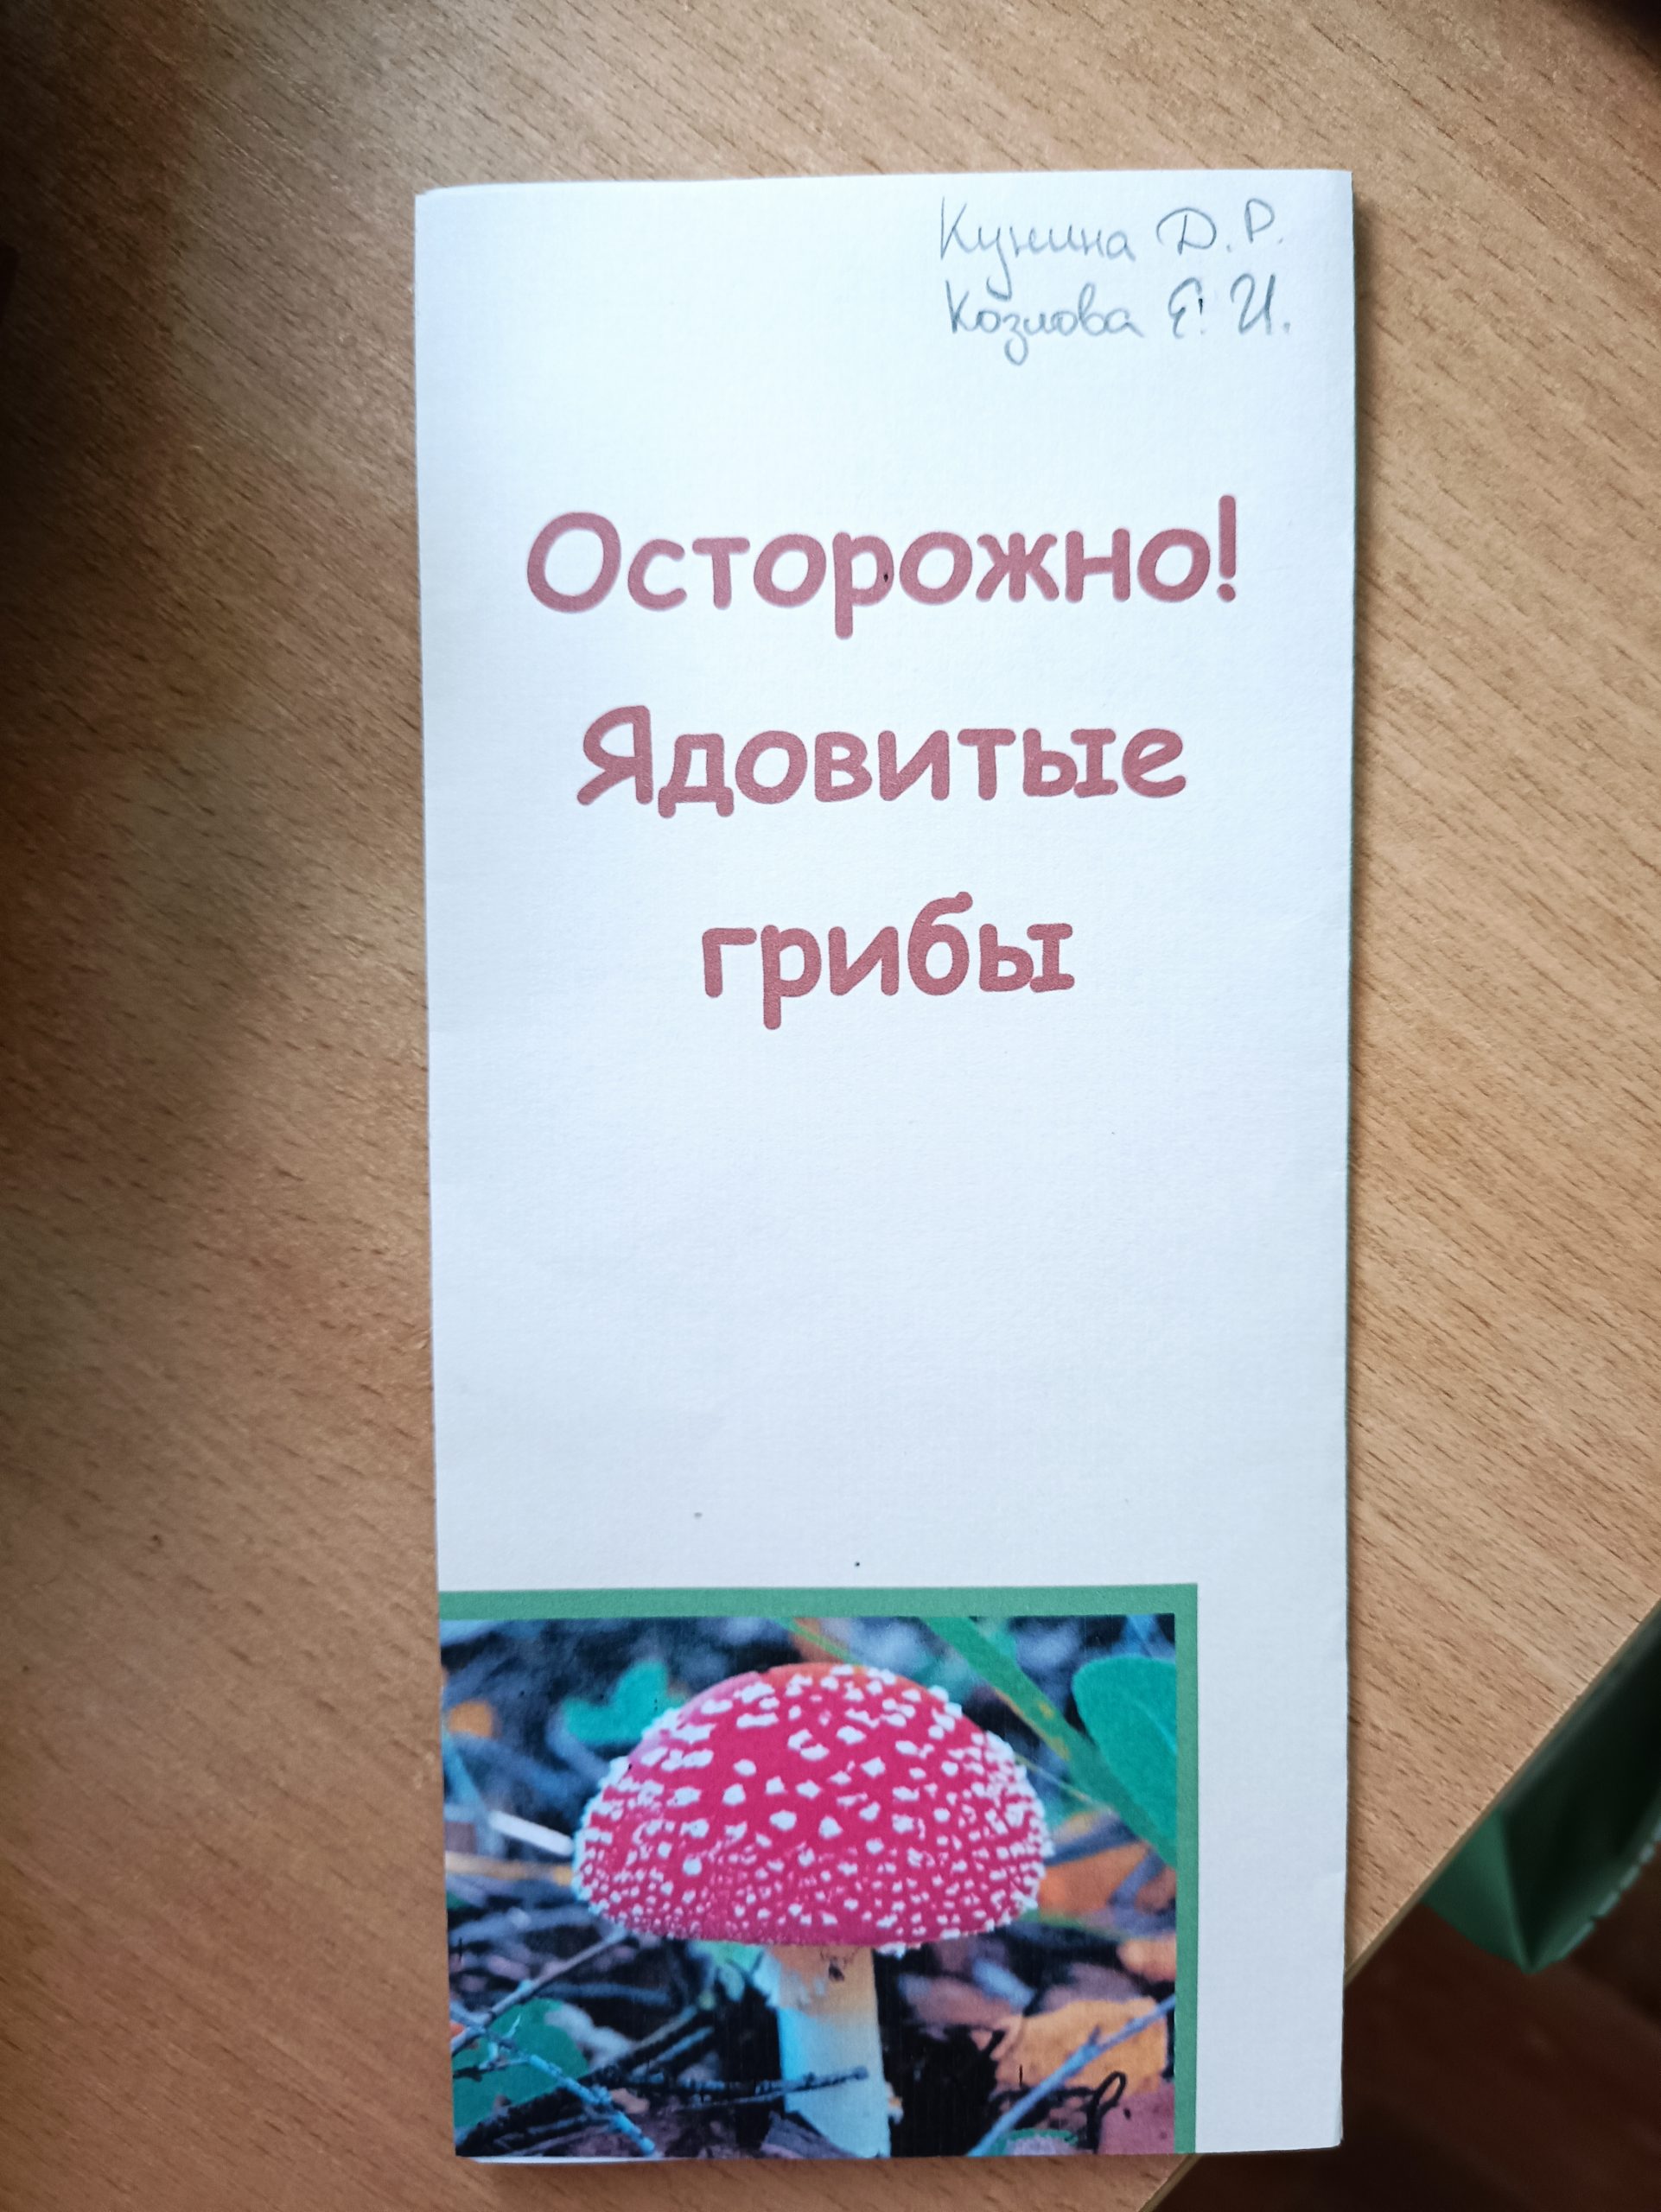 Кунина Д.Р.
Козлова Е.И.
Осторожно!
Ядовитые
грибы